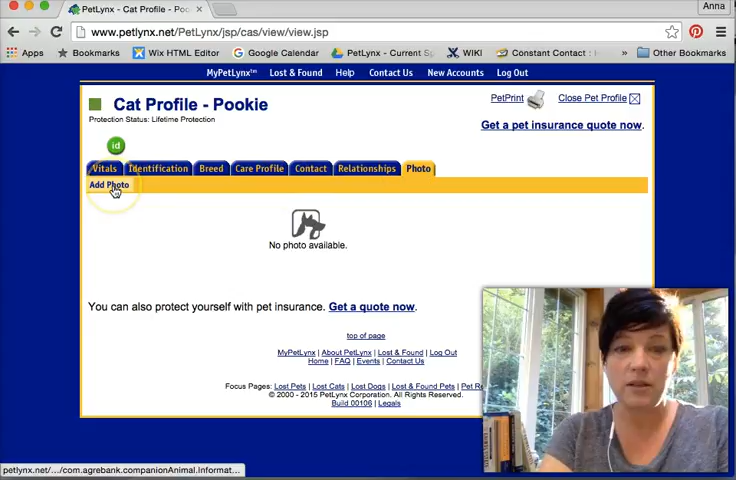 Anna
PetLynx - Cat Profile - Poo
www.petlynx.net/PetLynx/jsp/cas/view/view.jsp
Apps Bookmarks Wix HTML Editor Google Calendar PetLynx - Current Sp WIKI Constant Contact : » Other Bookmarks
MyPetLynx™ Lost & Found Help Contact Us New Accounts Log Out
Cat Profile - Pookie
Protection Status: Lifetime Protection
PetPrint Close Pet Profile
Get a pet insurance quote now.
id
Vitals Identification Breed Care Profile Contact Relationships Photo
Add Photo
No photo available.
You can also protect yourself with pet insurance. Get a quote now.
top of page
MyPetLynx | About PetLynx | Lost & Found | Log Out
Home | FAQ | Events | Contact Us
Focus Pages: Lost Pets | Lost Cats | Lost Dogs | Lost & Found Pets | Pet Re
© 2000 - 2015 PetLynx Corporation. All Rights Reserved.
Build 00106 | Legals
petlynx.net/.../com.agrebank.companionAnimal.Informat...